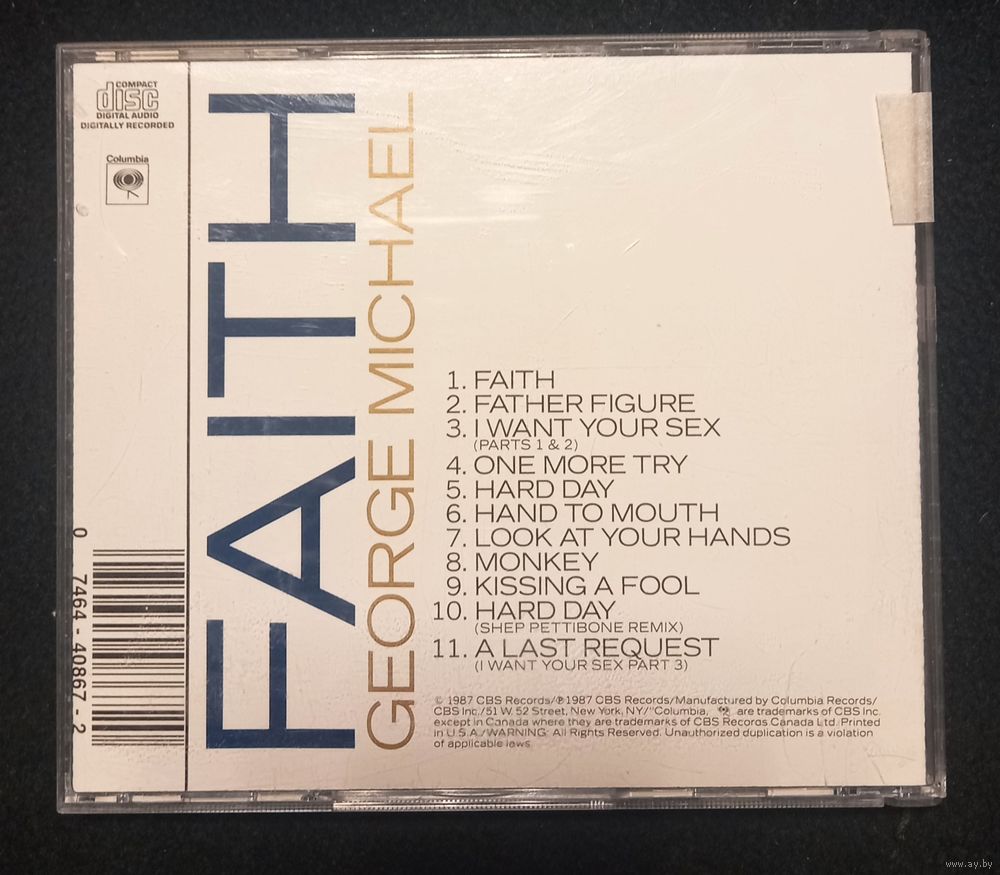 COMPACT
disc
DIGITAL AUDIO
DIGITALLY RECORDED
Columbia
FAITH
GEORGE MICHAEL
1. FAITH
2. FATHER FIGURE
3. I WANT YOUR SEX
(PARTS 1 & 2)
4. ONE MORE TRY
5. HARD DAY
6. HAND TO MOUTH
7. LOOK AT YOUR HANDS
8. MONKEY
9. KISSING A FOOL
10. HARD DAY
(SHEP PETTIBONE REMIX)
11. A LAST REQUEST
(I WANT YOUR SEX PART 3)
© 1987 CBS Records/℗ 1987 CBS Records/Manufactured by Columbia Records/
CBS Inc./51 W. 52 Street, New York, NY/"Columbia, are trademarks of CBS Inc.
except in Canada where they are trademarks of CBS Records Canada Ltd. Printed
in U.S.A./WARNING: All Rights Reserved. Unauthorized duplication is a violation
of applicable laws.
0 7464-40867-2
www.ay.by